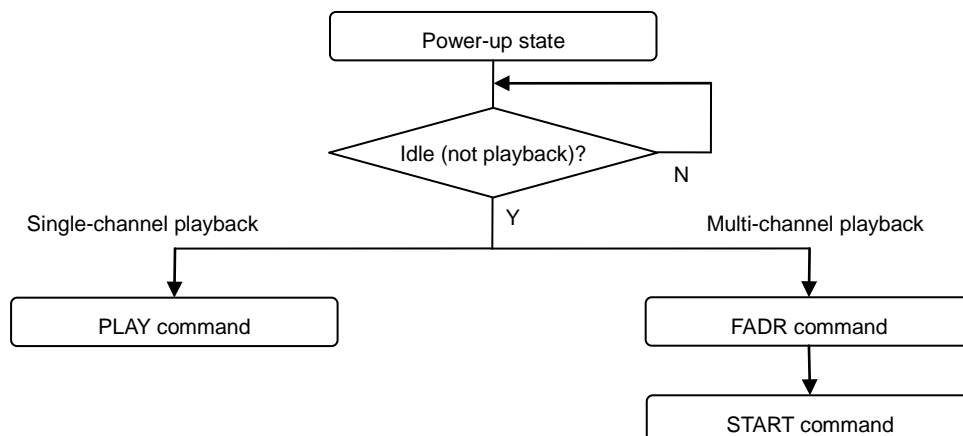 Power-up state
Idle (not playback)?
N
Y
Single-channel playback
Multi-channel playback
PLAY command
FADR command
START command